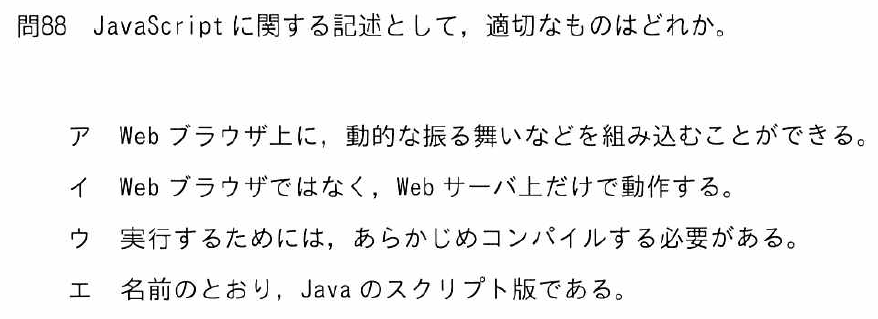 問88 JavaScriptに関する記述として，適切なものはどれか。
ア Webブラウザ上に，動的な振る舞いなどを組み込むことができる。
イ Webブラウザではなく，Webサーバ上だけで動作する。
ウ 実行するためには，あらかじめコンパイルする必要がある。
エ 名前のとおり，Javaのスクリプト版である。